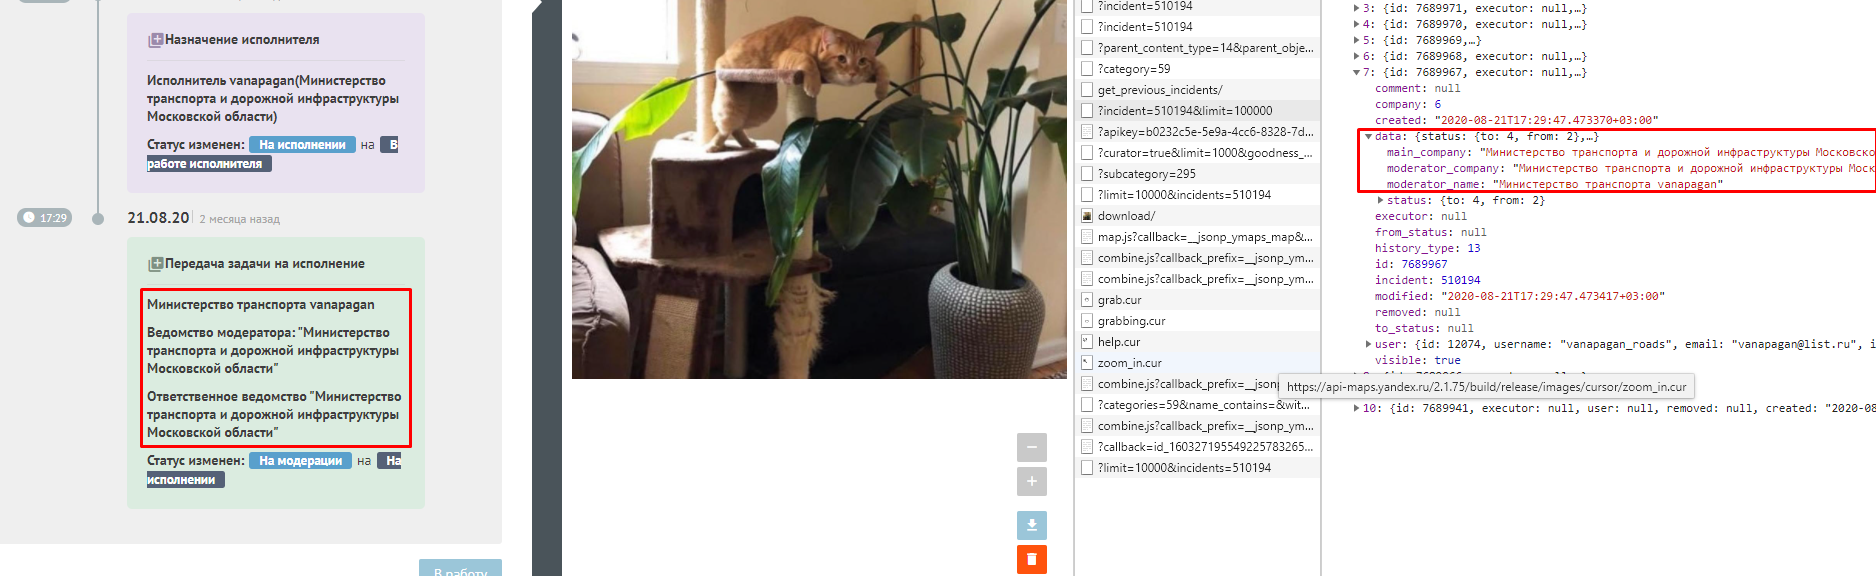 Назначение исполнителя
Исполнитель vanapagan(Министерство
транспорта и дорожной инфраструктуры
Московской области)
Статус изменен: На исполнении на В
работе исполнителя
17:29
21.08.20 2 месяца назад
Передача задачи на исполнение
Министерство транспорта vanapagan
Ведомство модератора: "Министерство
транспорта и дорожной инфраструктуры
Московской области"
Ответственное ведомство "Министерство
транспорта и дорожной инфраструктуры
Московской области"
Статус изменен: На модерации на На
исполнении
В работу
?incident=510194
?incident=510194
?parent_content_type=14&parent_obje...
?category=59
get_previous_incidents/
?incident=510194&limit=100000
?apikey=b0232c5e-5e9a-4cc6-8328-7d...
?curator=true&limit=1000&goodness_...
?subcategory=295
?limit=10000&incidents=510194
download/
map.js?callback=__jsonp_ymaps_map&...
combine.js?callback_prefix=__jsonp_ym...
combine.js?callback_prefix=__jsonp_ym...
grab.cur
grabbing.cur
help.cur
zoom_in.cur
combine.js?callback_prefix=__jsonp
?categories=59&name_contains=&wit...
combine.js?callback_prefix=__jsonp_ym...
?callback=id_160327195549225783265...
?limit=10000&incidents=510194
3: {id: 7689971, executor: null,…}
4: {id: 7689970, executor: null,…}
5: {id: 7689969,…}
6: {id: 7689968, executor: null,…}
7: {id: 7689967, executor: null,…}
comment: null
company: 6
created: "2020-08-21T17:29:47.473370+03:00"
data: {status: {to: 4, from: 2},…}
main_company: "Министерство транспорта и дорожной инфраструктуры Московско
moderator_company: "Министерство транспорта и дорожной инфраструктуры Моск
moderator_name: "Министерство транспорта vanapagan"
status: {to: 4, from: 2}
executor: null
from_status: null
history_type: 13
id: 7689967
incident: 510194
modified: "2020-08-21T17:29:47.473417+03:00"
removed: null
to_status: null
user: {id: 12074, username: "vanapagan_roads", email: "vanapagan@list.ru", i
visible: true
https://api-maps.yandex.ru/2.1.75/build/release/images/cursor/zoom_in.cur
10: {id: 7689941, executor: null, user: null, removed: null, created: "2020-08